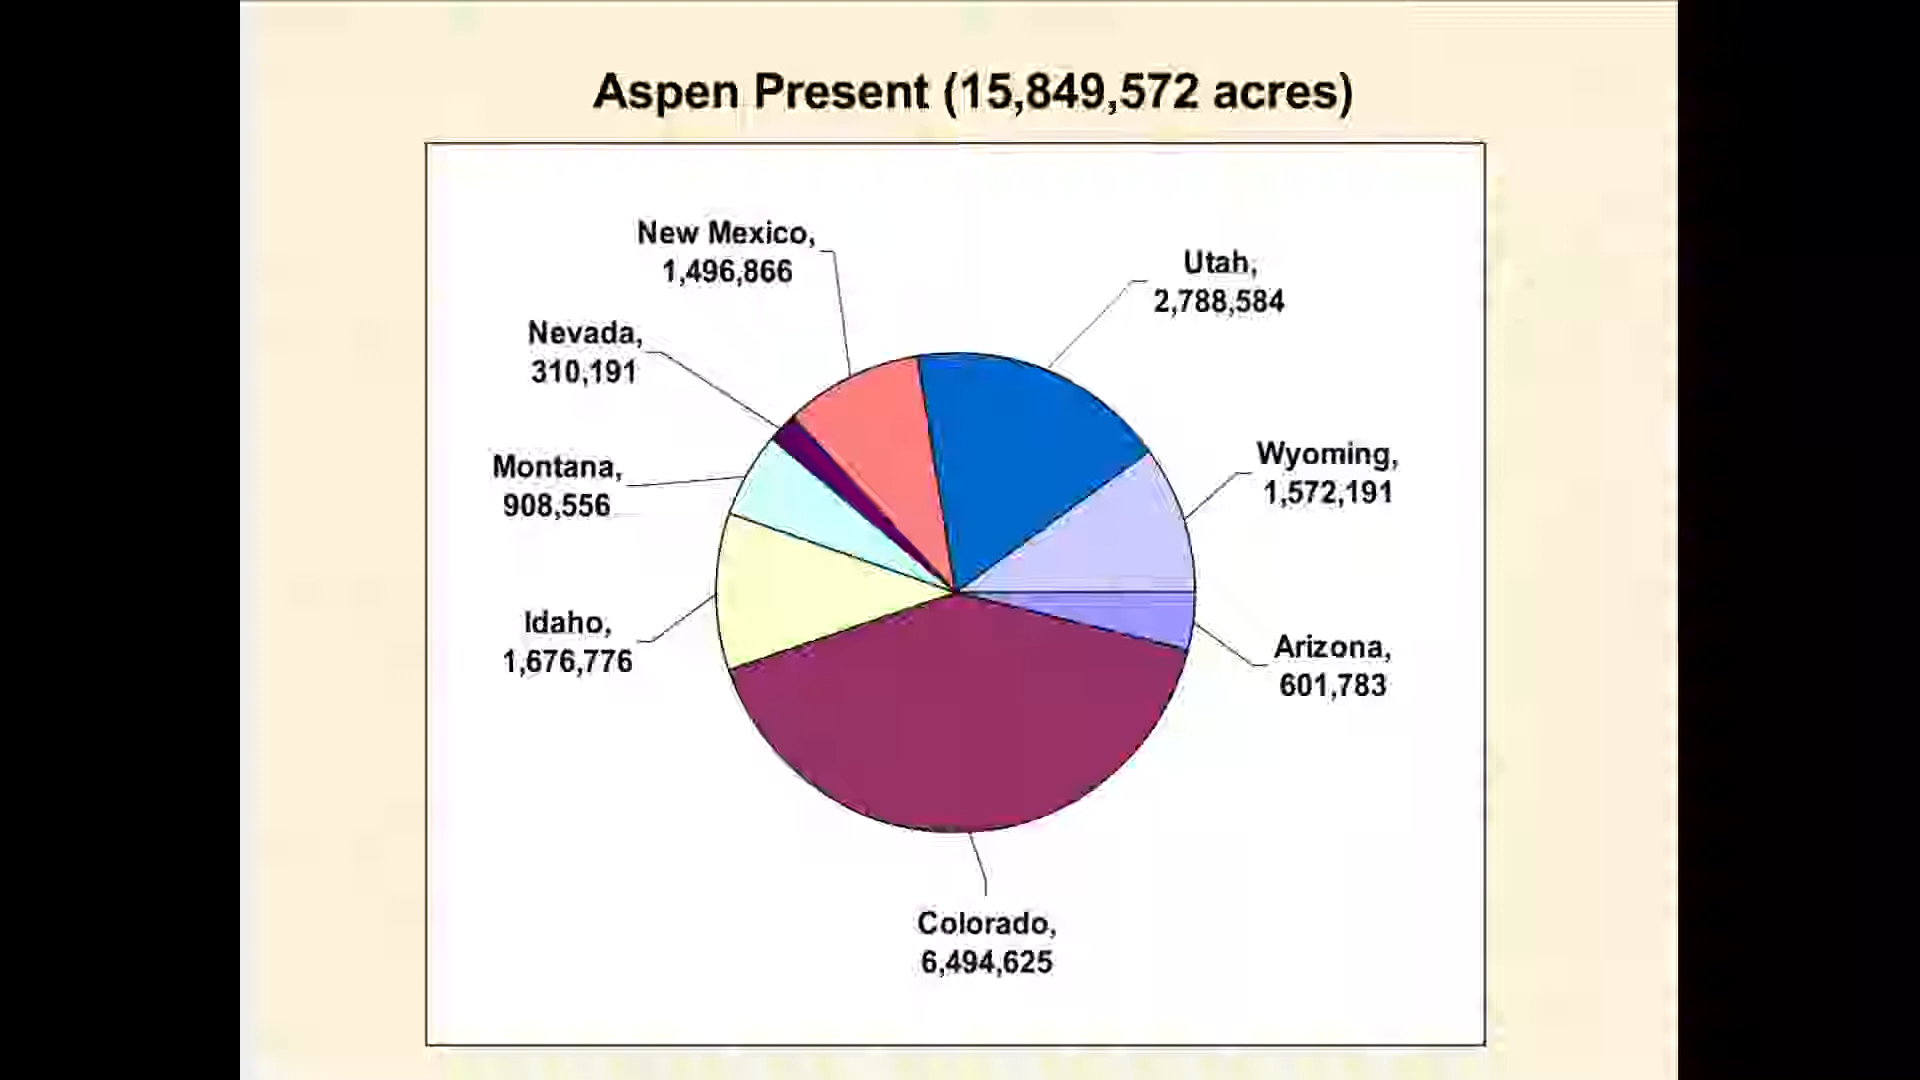 Aspen Present (15,849,572 acres)
New Mexico,
1,496,866
Utah,
2,788,584
Nevada,
310,191
Wyoming,
1,572,191
Montana,
908,556
Idaho,
1,676,776
Arizona,
601,783
Colorado,
6,494,625